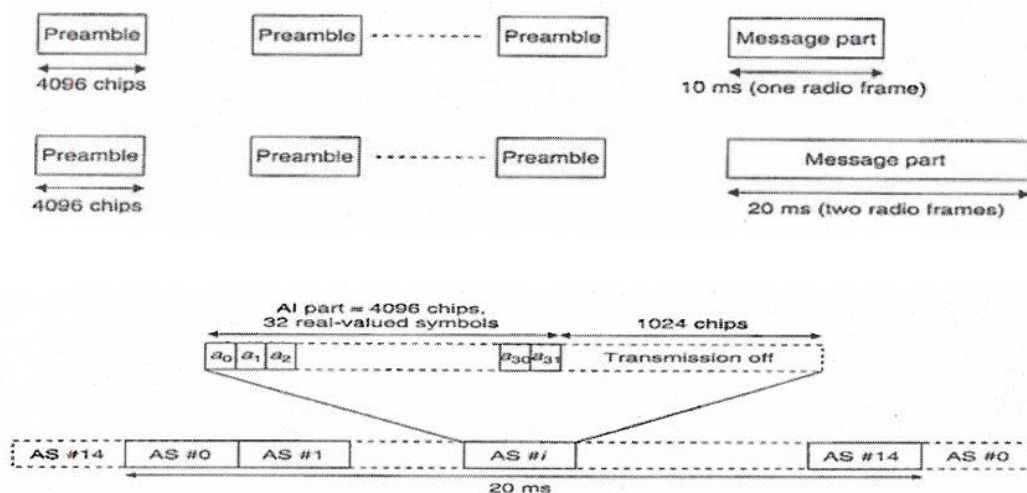 Preamble Preamble Preamble Message part
4096 chips 10 ms (one radio frame)
Preamble Preamble Preamble Message part
4096 chips 20 ms (two radio frames)
AI part = 4096 chips,
32 real-valued symbols 1024 chips
a0 a1 a2 a30 a31 Transmission off
AS #14 AS #0 AS #1 AS #i AS #14 AS #0
20 ms